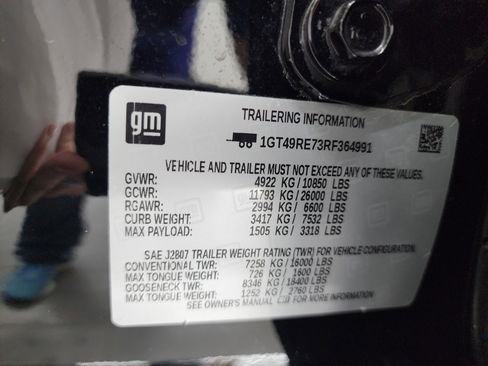 gm
TRAILERING INFORMATION
1GT49RE73RF364991
VEHICLE AND TRAILER MUST NOT EXCEED ANY OF THESE VALUES.
GVWR: 4922 KG/10850 LBS
GCWR: 11793 KG/26000 LBS
RGAWR: 2994 KG/ 6600 LBS
CURB WEIGHT: 3417 KG/ 7532 LBS
MAX PAYLOAD: 1505 KG/ 3318 LBS
SAE J2807 TRAILER WEIGHT RATING (TWR) FOR VEHICLE CONFIGURATION.
CONVENTIONAL TWR: 7258 KG/16000 LBS
MAX TONGUE WEIGHT: 726 KG/ 1600 LBS
GOOSENECK TWR: 8346 KG/18400 LBS
MAX TONGUE WEIGHT: 1252 KG/ 2760 LBS
SEE OWNER'S MANUAL FOR MORE INFORMATION